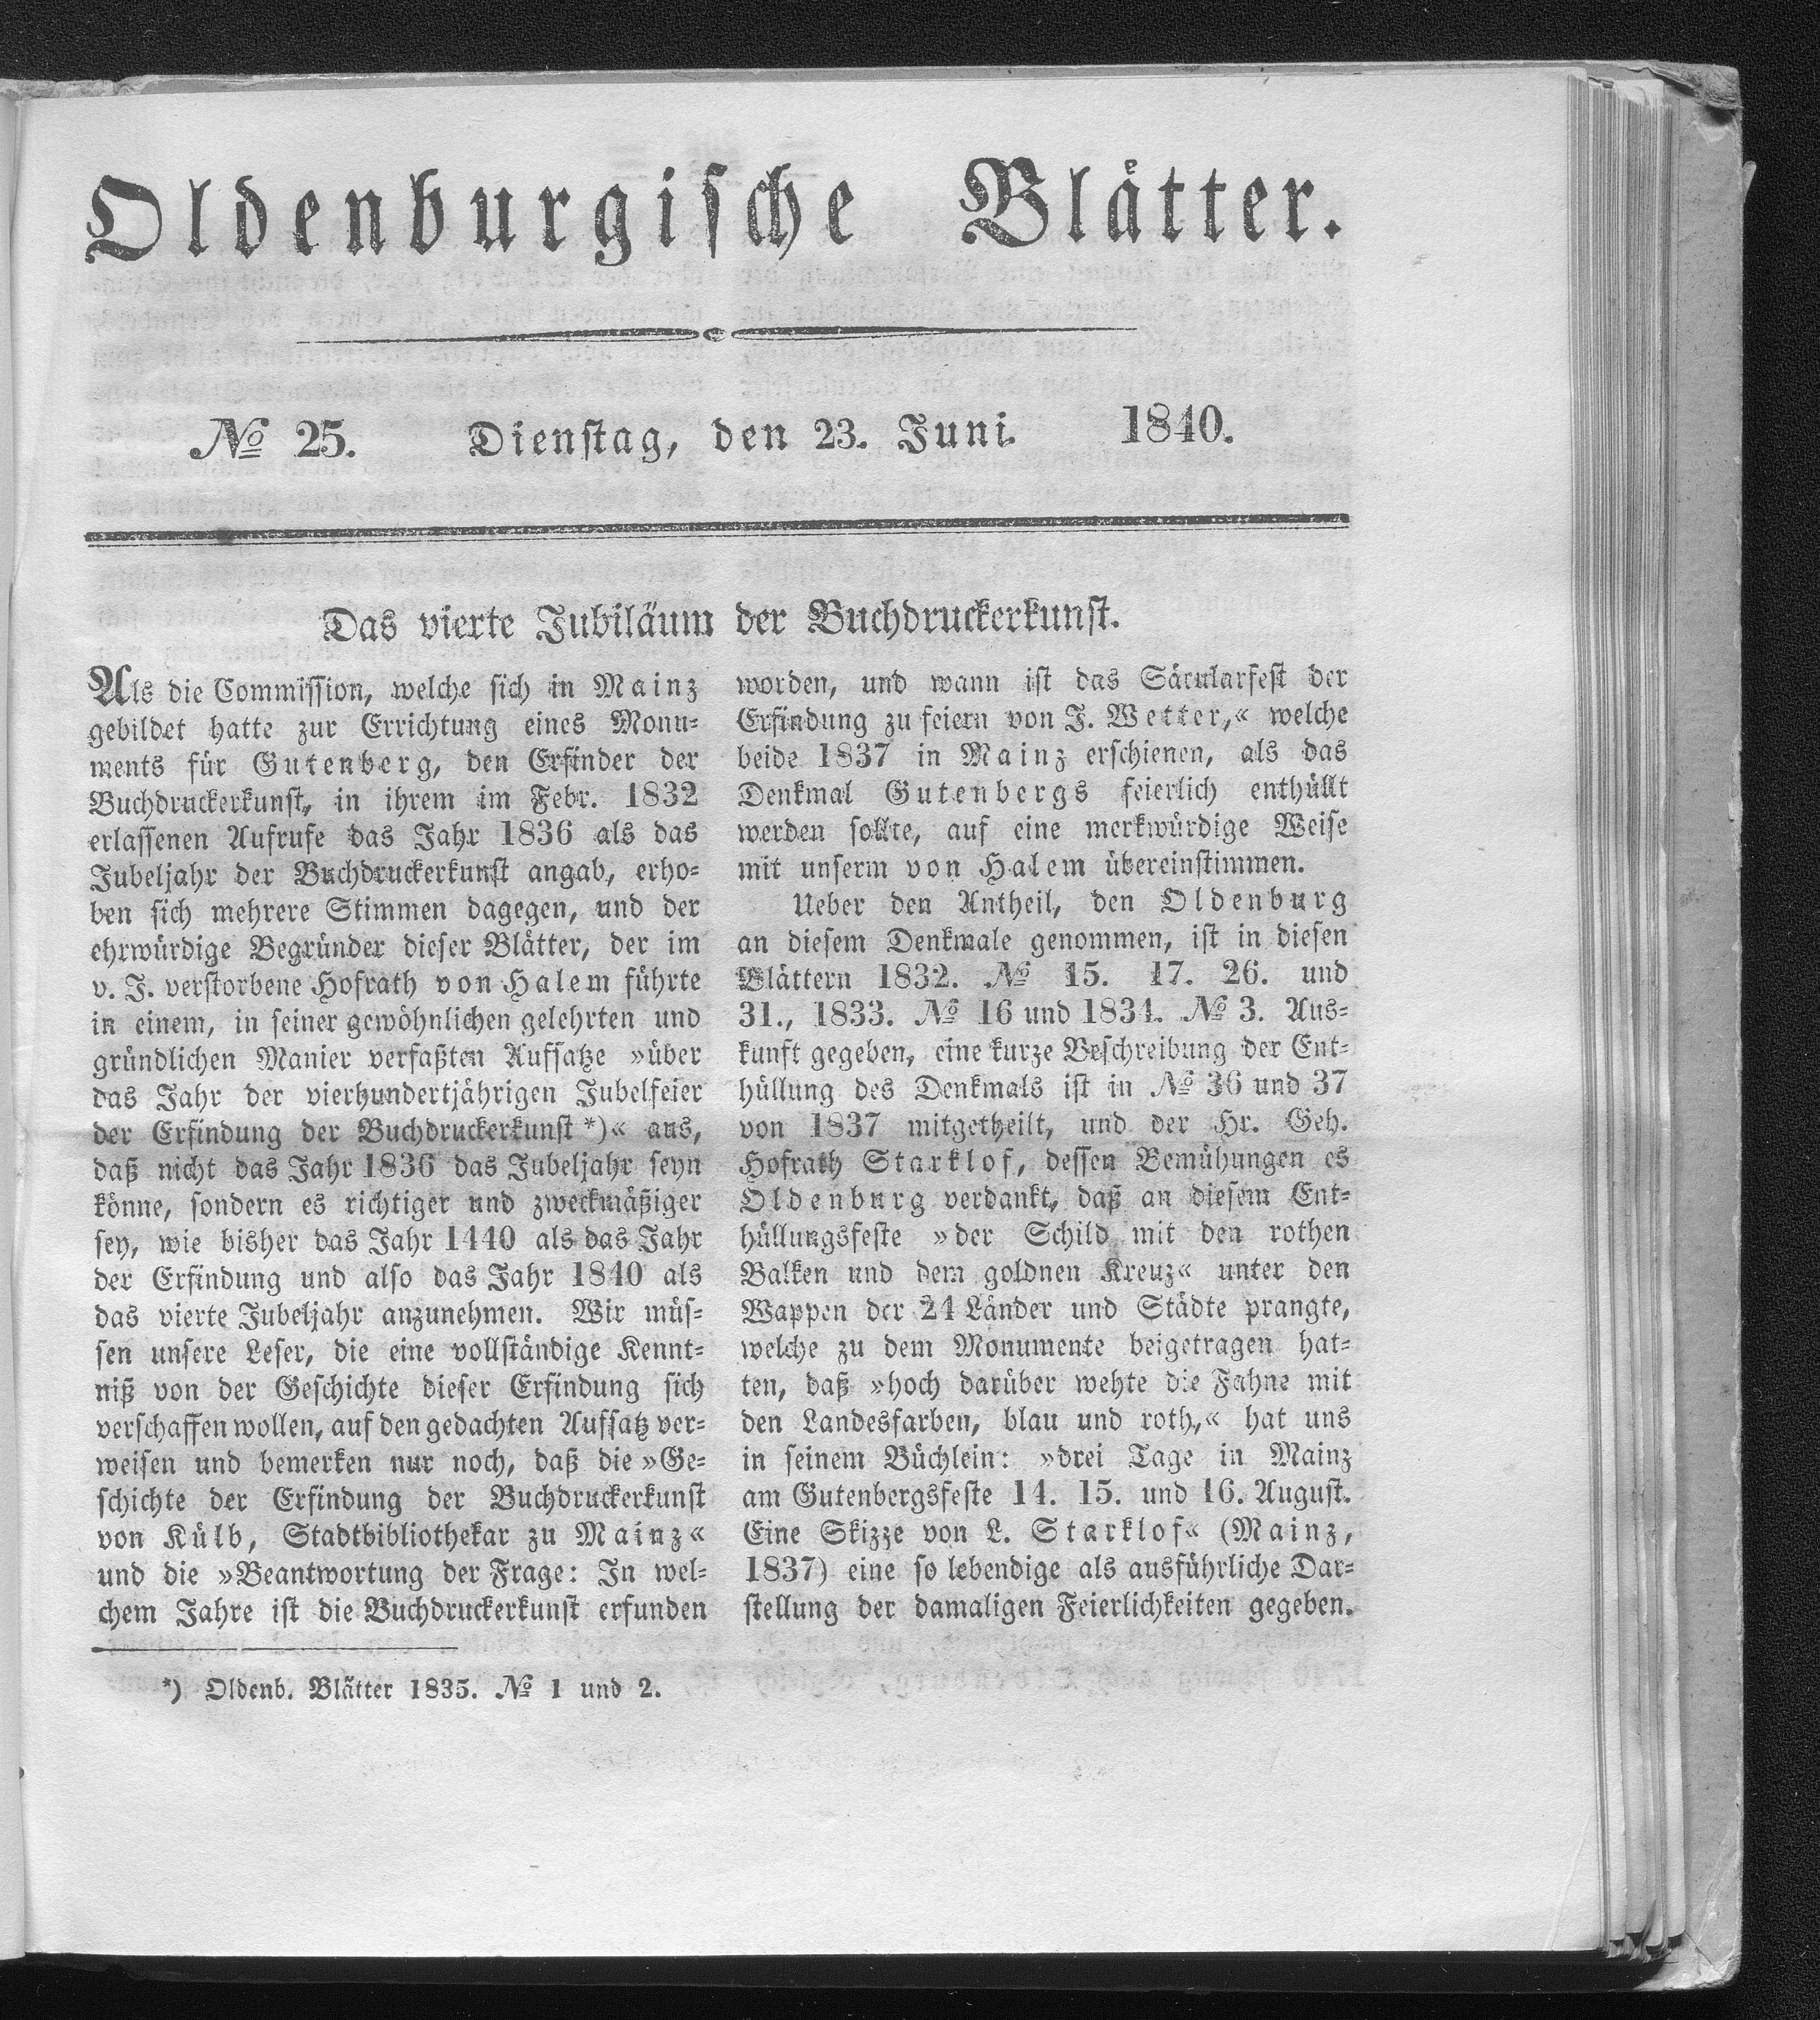 Oldenburgische Blätter.
No 25. Dienstag, den 23. Juni. 1840.
Das vierte Jubiläum der Buchdruckerkunst.
Als die Commission, welche sich in Mainz
gebildet hatte zur Errichtung eines Monu-
ments für Gutenberg, den Erfinder der
Buchdruckerkunst, in ihrem im Febr. 1832
erlassenen Aufrufe das Jahr 1836 als das
Jubeljahr der Buchdruckerkunst angab, erho-
ben sich mehrere Stimmen dagegen, und der
ehrwürdige Begründer dieser Blätter, der im
v. J. verstorbene Hofrath von Halem führte
in einem, in seiner gewöhnlichen gelehrten und
gründlichen Manier verfaßten Aufsatze »über
das Jahr der vierhundertjährigen Jubelfeier
der Erfindung der Buchdruckerkunst *)« aus,
daß nicht das Jahr 1836 das Jubeljahr seyn
könne, sondern es richtiger und zweckmäßiger
sey, wie bisher das Jahr 1440 als das Jahr
der Erfindung und also das Jahr 1840 als
das vierte Jubeljahr anzunehmen. Wir müs-
sen unsere Leser, die eine vollständige Kennt-
niß von der Geschichte dieser Erfindung sich
verschaffen wollen, auf den gedachten Aufsatz ver-
weisen und bemerken nur noch, daß die »Ge-
schichte der Erfindung der Buchdruckerkunst
von Külb, Stadtbibliothekar zu Mainz«
und die »Beantwortung der Frage: In wel-
chem Jahre ist die Buchdruckerkunst erfunden
*) Oldenb. Blätter 1835. No 1 und 2.
worden, und wann ist das Säcularfest der
Erfindung zu feiern von J. Wetter,« welche
beide 1837 in Mainz erschienen, als das
Denkmal Gutenbergs feierlich enthüllt
werden sollte, auf eine merkwürdige Weise
mit unserm von Halem übereinstimmen.
Ueber den Antheil, den Oldenburg
an diesem Denkmale genommen, ist in diesen
Blättern 1832. No 15. 17. 26. und
31., 1833. No 16 und 1834. No 3. Aus-
kunft gegeben, eine kurze Beschreibung der Ent-
hüllung des Denkmals ist in No 36 und 37
von 1837 mitgetheilt, und der Hr. Geh.
Hofrath Starklof, dessen Bemühungen es
Oldenburg verdankt, daß an diesem Ent-
hüllungsfeste »der Schild mit den rothen
Balken und dem goldnen Kreuz« unter den
Wappen der 24 Länder und Städte prangte,
welche zu dem Monumente beigetragen hat-
ten, daß »hoch darüber wehte die Fahne mit
den Landesfarben, blau und roth,« hat uns
in seinem Büchlein: »drei Tage in Mainz
am Gutenbergsfeste 14. 15. und 16. August.
Eine Skizze von L. Starklof« (Mainz,
1837) eine so lebendige als ausführliche Dar-
stellung der damaligen Feierlichkeiten gegeben.